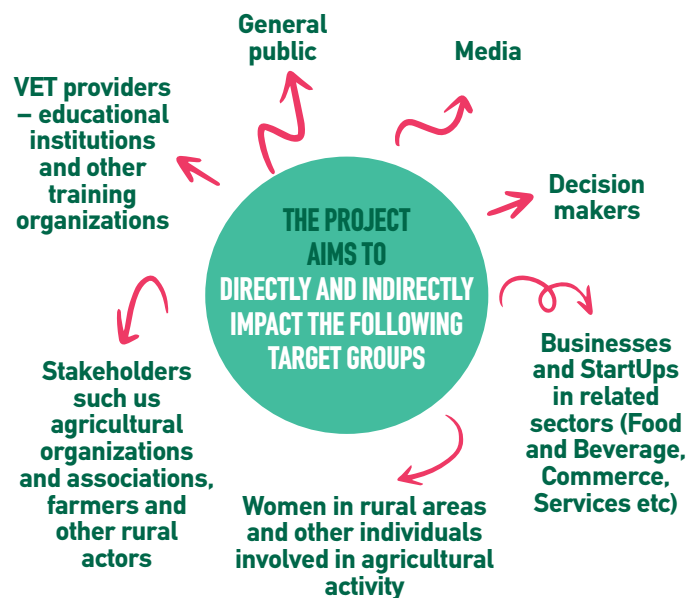 General
public
Media
VET providers
– educational
institutions
and other
training
organizations
Decision
makers
THE PROJECT
AIMS TO
DIRECTLY AND INDIRECTLY
IMPACT THE FOLLOWING
TARGET GROUPS
Stakeholders
such us
agricultural
organizations
and associations,
farmers and
other rural
actors
Businesses
and StartUps
in related
sectors (Food
and Beverage,
Commerce,
Services etc)
Women in rural areas
and other individuals
involved in agricultural
activity